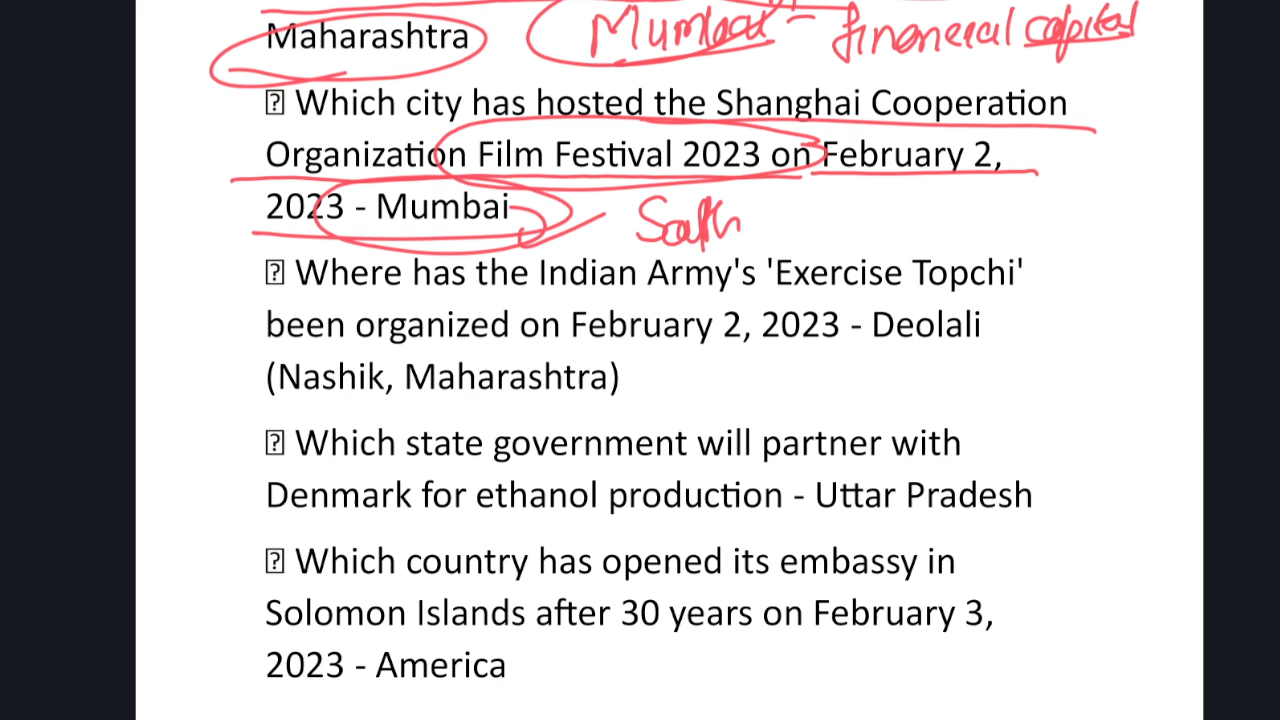 Maharashtra Mumbai - financial capital
Which city has hosted the Shanghai Cooperation
Organization Film Festival 2023 on February 2,
2023 - Mumbai
South
Where has the Indian Army's 'Exercise Topchi'
been organized on February 2, 2023 - Deolali
(Nashik, Maharashtra)
Which state government will partner with
Denmark for ethanol production - Uttar Pradesh
Which country has opened its embassy in
Solomon Islands after 30 years on February 3,
2023 - America